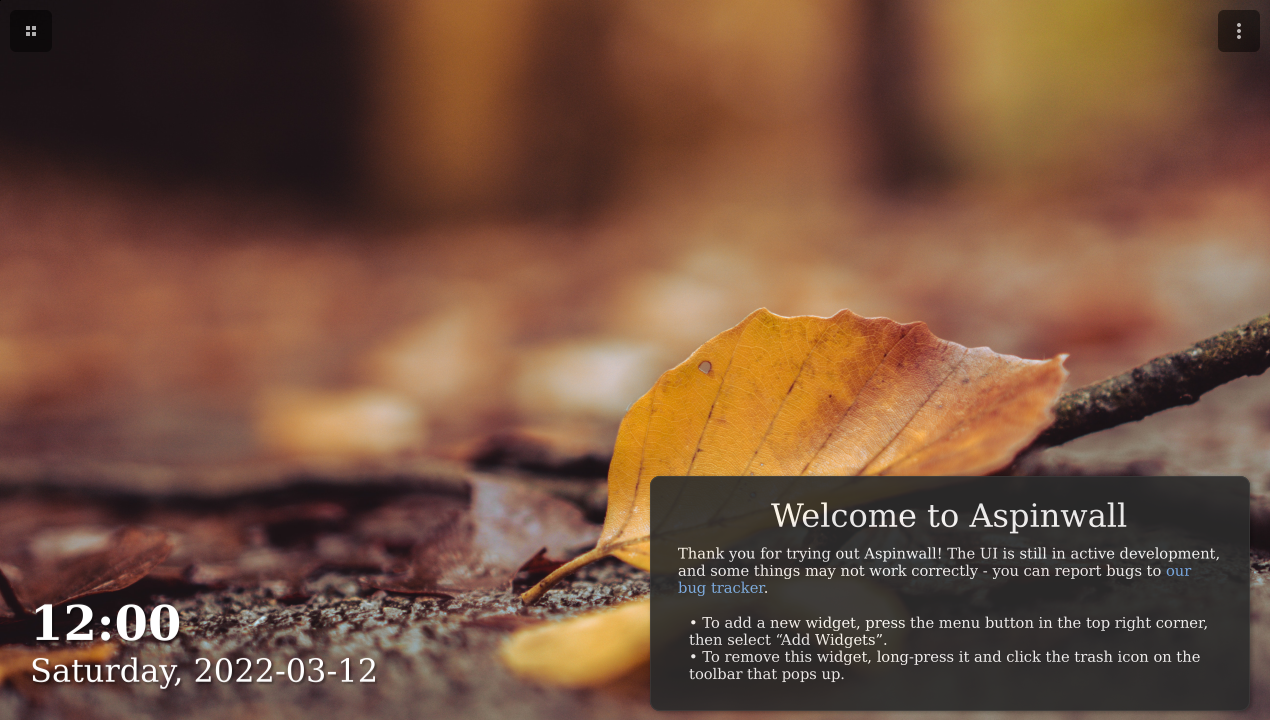 12:00
Saturday, 2022-03-12
Welcome to Aspinwall
Thank you for trying out Aspinwall! The UI is still in active development,
and some things may not work correctly - you can report bugs to our
bug tracker.
• To add a new widget, press the menu button in the top right corner,
then select “Add Widgets”.
• To remove this widget, long-press it and click the trash icon on the
toolbar that pops up.